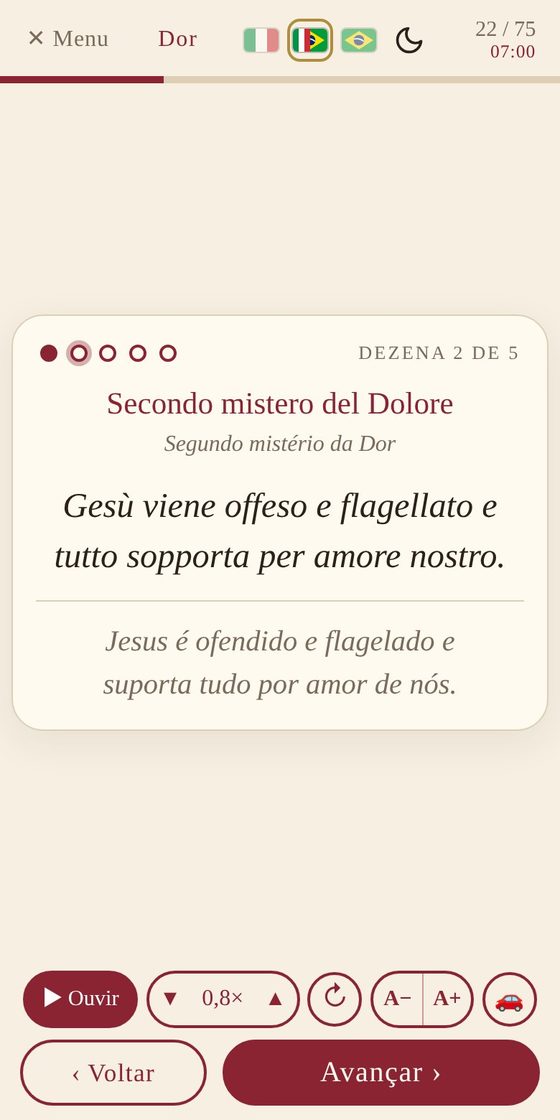 ✕ Menu
Dor
22 / 75
07:00
DEZENA 2 DE 5
Secondo mistero del Dolore
Segundo mistério da Dor
Gesù viene offeso e flagellato e
tutto sopporta per amore nostro.
Jesus é ofendido e flagelado e
suporta tudo por amor de nós.
▶ Ouvir
▼ 0,8× ▲
A− A+
‹ Voltar
Avançar ›